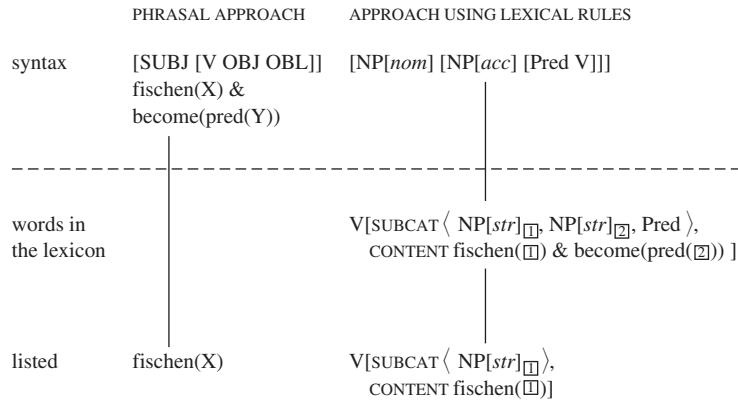 PHRASAL APPROACH APPROACH USING LEXICAL RULES
syntax [SUBJ [V OBJ OBL]] [NP[nom] [NP[acc] [Pred V]]]
fischen(X) &
become(pred(Y))
words in V[SUBCAT⟨ NP[str]1, NP[str]2, Pred ⟩,
the lexicon CONTENT fischen(1) & become(pred(2)) ]
listed fischen(X) V[SUBCAT⟨ NP[str]1⟩,
CONTENT fischen(1)]